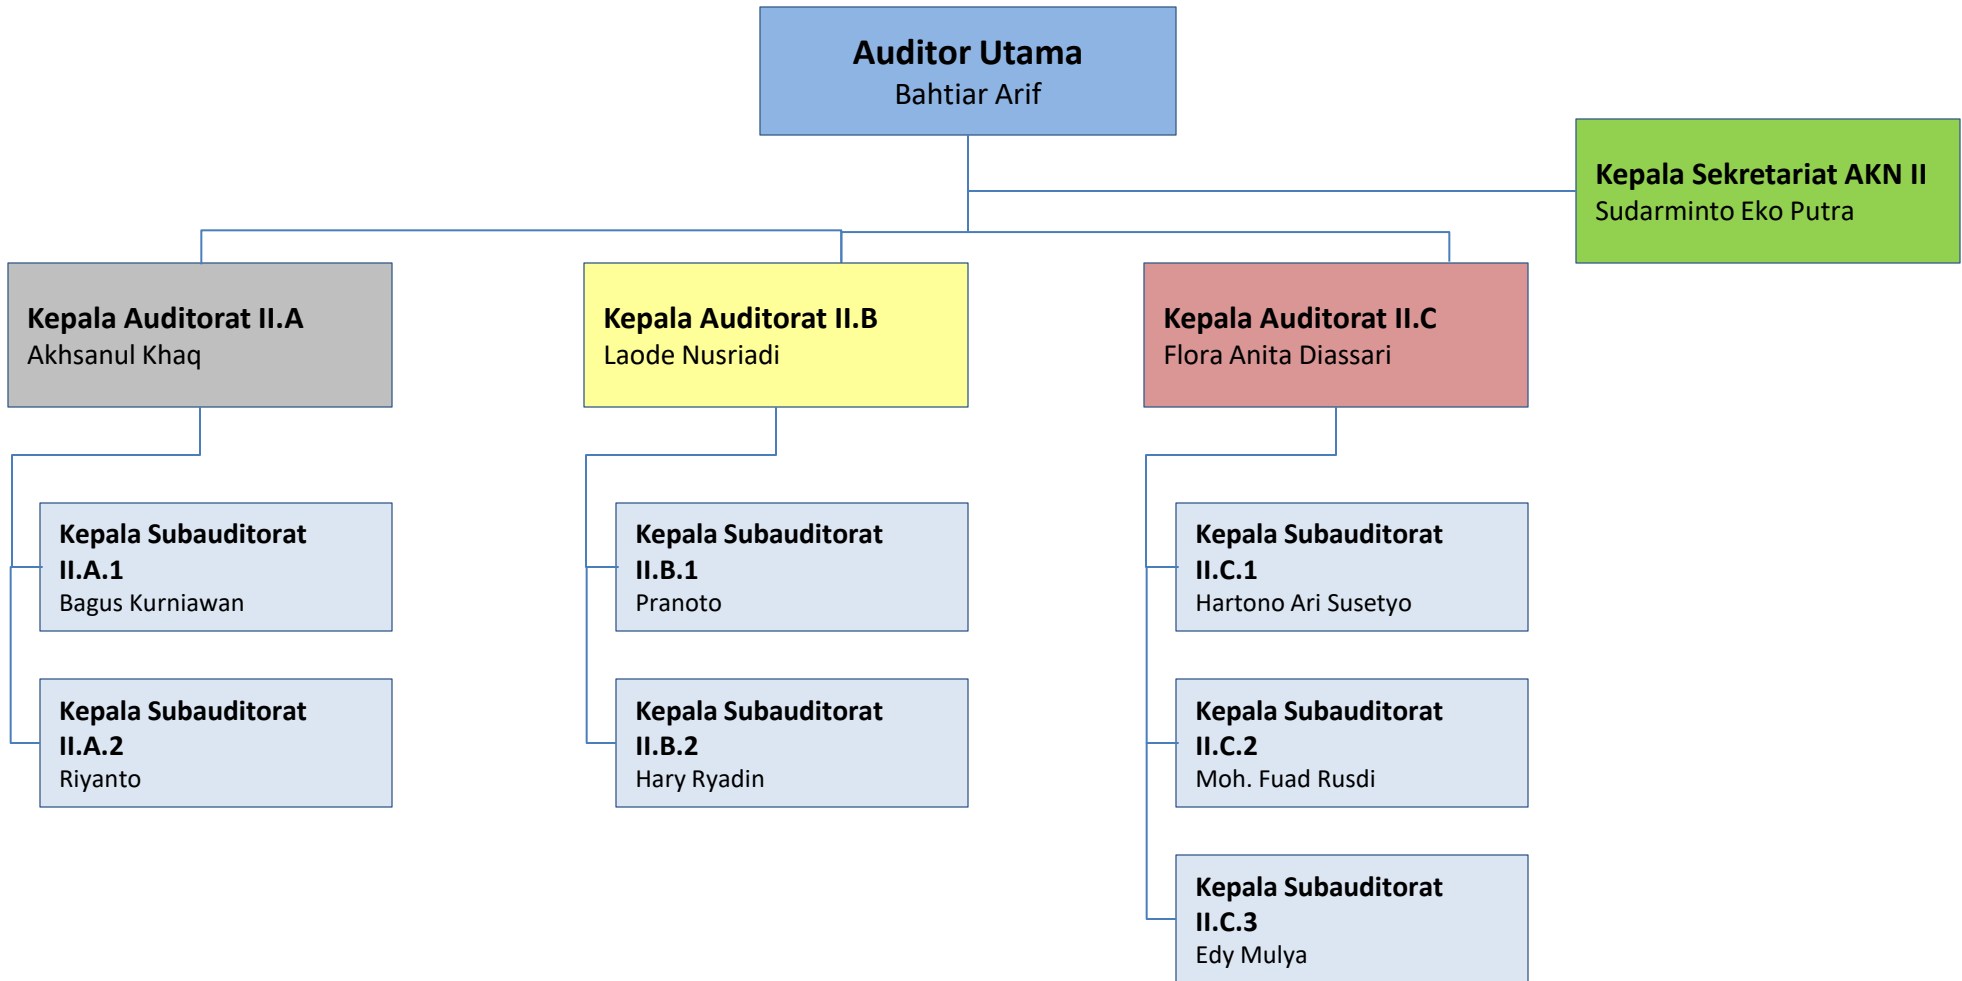 Auditor Utama
Bahtiar Arif
Kepala Sekretariat AKN II
Sudarminto Eko Putra
Kepala Auditorat II.A
Akhsanul Khaq
Kepala Auditorat II.B
Laode Nusriadi
Kepala Auditorat II.C
Flora Anita Diassari
Kepala Subauditorat
II.A.1
Bagus Kurniawan
Kepala Subauditorat
II.B.1
Pranoto
Kepala Subauditorat
II.C.1
Hartono Ari Susetyo
Kepala Subauditorat
II.A.2
Riyanto
Kepala Subauditorat
II.B.2
Hary Ryadin
Kepala Subauditorat
II.C.2
Moh. Fuad Rusdi
Kepala Subauditorat
II.C.3
Edy Mulya